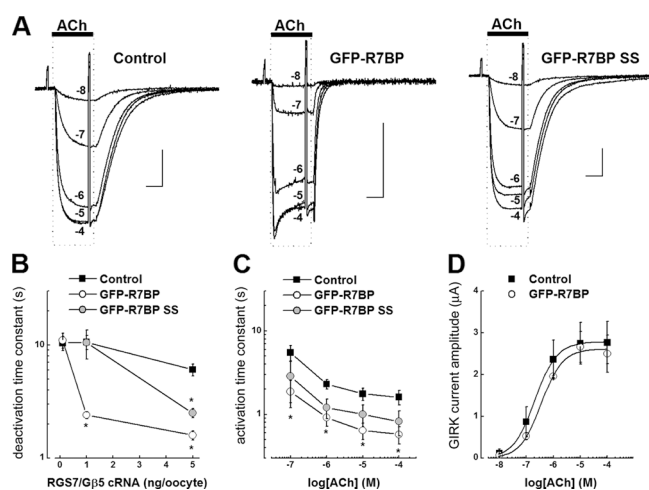 A
ACh
Control
-8
-7
-6
-5
-4
ACh
GFP-R7BP
-8
-7
-6
-5
-4
ACh
GFP-R7BP SS
-8
-7
-6
-5
-4
B
Control
GFP-R7BP
GFP-R7BP SS
deactivation time constant (s)
10
1
*
*
*
0 1 2 3 4 5
RGS7/Gβ5 cRNA (ng/oocyte)
C
Control
GFP-R7BP
GFP-R7BP SS
activation time constant (s)
10
1
* * * *
-7 -6 -5 -4
log[ACh] (M)
D
Control
GFP-R7BP
GIRK current amplitude (μA)
4
3
2
1
0
-8 -7 -6 -5 -4
log[ACh] (M)